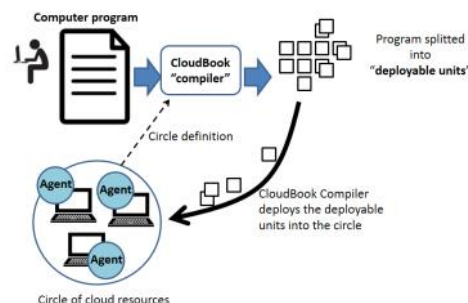 Computer program
CloudBook
"compiler"
Program splitted
into
"deployable units"
Circle definition
Agent
Agent
Agent
CloudBook Compiler
deploys the deployable
units into the circle
Circle of cloud resources